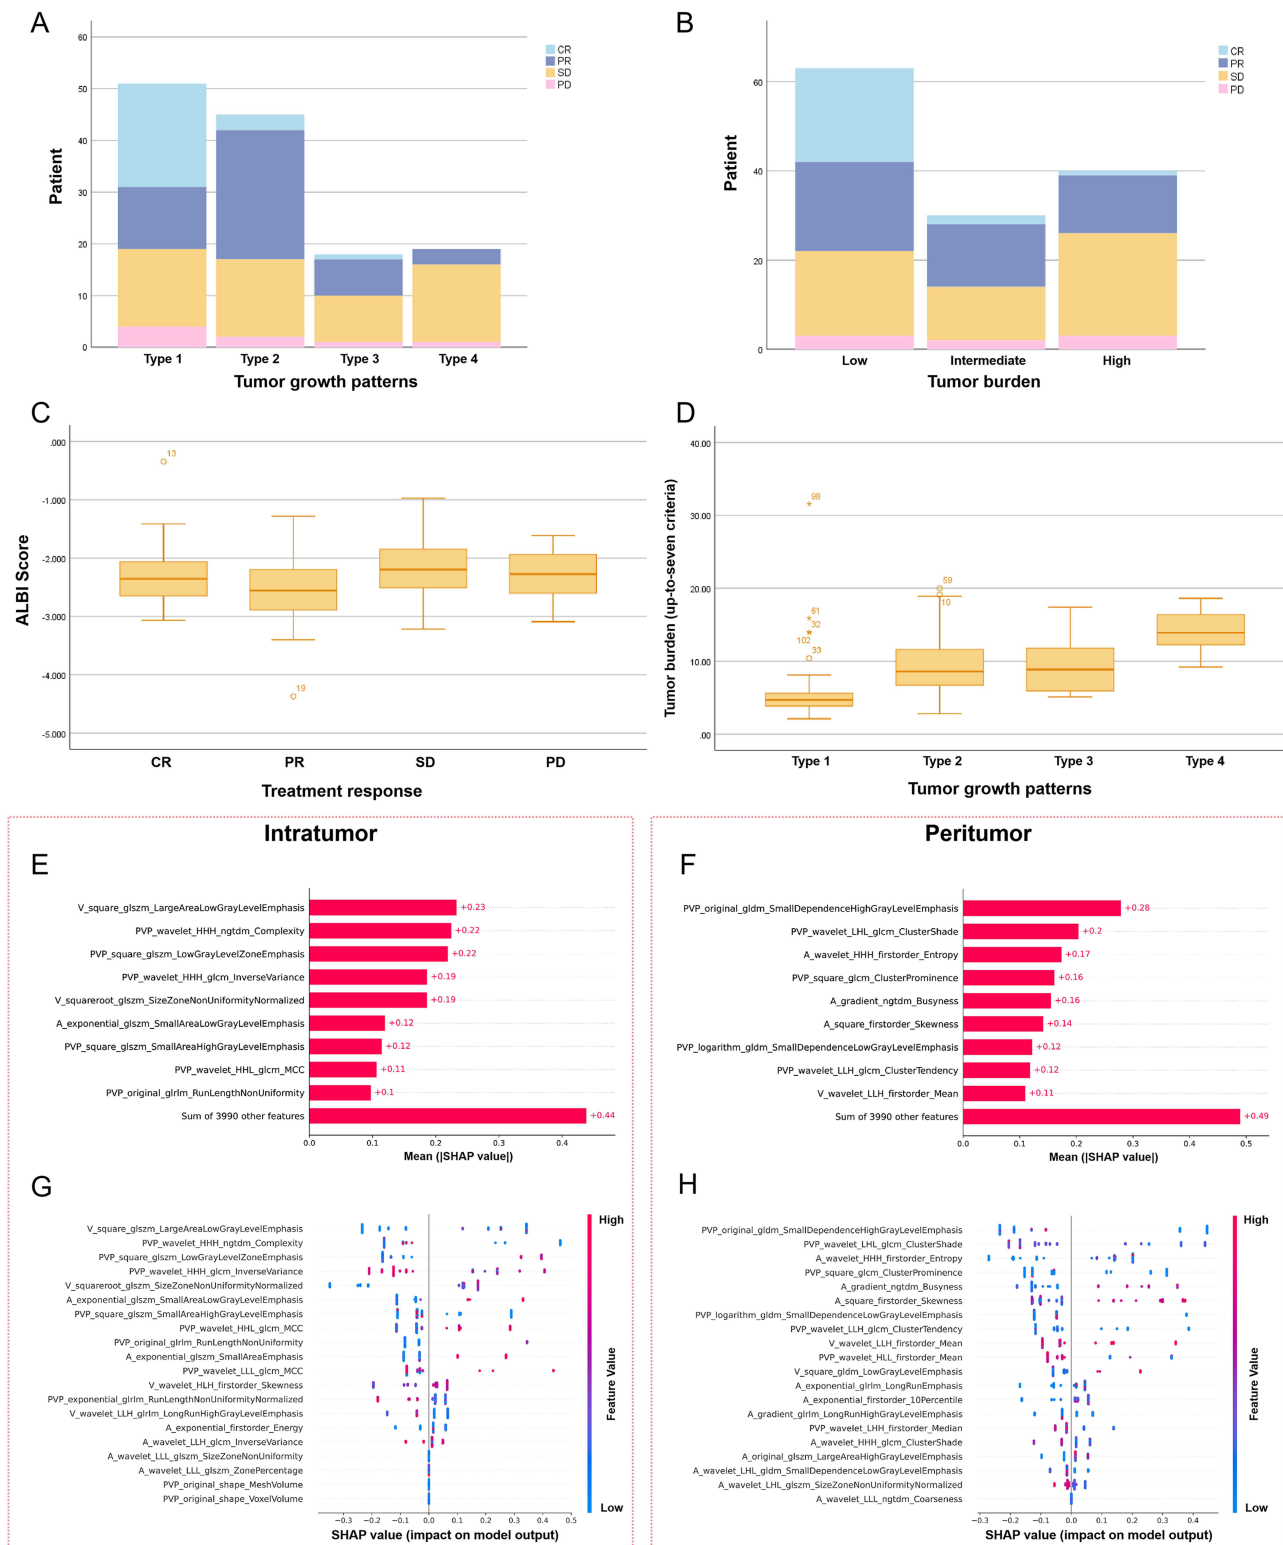 A
60
50
40
30
20
10
0
Patient
CR
PR
SD
PD
Type 1
Type 2
Type 3
Type 4
Tumor growth patterns
B
60
40
20
0
Patient
CR
PR
SD
PD
Low
Intermediate
High
Tumor burden
C
.000
-1.000
-2.000
-3.000
-4.000
-5.000
ALBI Score
13
19
CR
PR
SD
PD
Treatment response
D
40.00
30.00
20.00
10.00
.00
Tumor burden (up-to-seven criteria)
98
61
32
102
33
59
10
Type 1
Type 2
Type 3
Type 4
Tumor growth patterns
Intratumor
E
V_square_glszm_LargeAreaLowGrayLevelEmphasis +0.23
PVP_wavelet_HHH_ngtdm_Complexity +0.22
PVP_square_glszm_LowGrayLevelZoneEmphasis +0.22
PVP_wavelet_HHH_glcm_InverseVariance +0.19
V_squareroot_glszm_SizeZoneNonUniformityNormalized +0.19
A_exponential_glszm_SmallAreaLowGrayLevelEmphasis +0.12
PVP_square_glszm_SmallAreaHighGrayLevelEmphasis +0.12
PVP_wavelet_HHL_glcm_MCC +0.11
PVP_original_glrlm_RunLengthNonUniformity +0.1
Sum of 3990 other features +0.44
0.0 0.1 0.2 0.3 0.4
Mean (|SHAP value|)
Peritumor
F
PVP_original_gldm_SmallDependenceHighGrayLevelEmphasis +0.28
PVP_wavelet_LHL_glcm_ClusterShade +0.2
A_wavelet_HHH_firstorder_Entropy +0.17
PVP_square_glcm_ClusterProminence +0.16
A_gradient_ngtdm_Busyness +0.16
A_square_firstorder_Skewness +0.14
PVP_logarithm_gldm_SmallDependenceLowGrayLevelEmphasis +0.12
PVP_wavelet_LLH_glcm_ClusterTendency +0.12
V_wavelet_LLH_firstorder_Mean +0.11
Sum of 3990 other features +0.49
0.0 0.1 0.2 0.3 0.4 0.5
Mean (|SHAP value|)
G
V_square_glszm_LargeAreaLowGrayLevelEmphasis
PVP_wavelet_HHH_ngtdm_Complexity
PVP_square_glszm_LowGrayLevelZoneEmphasis
PVP_wavelet_HHH_glcm_InverseVariance
V_squareroot_glszm_SizeZoneNonUniformityNormalized
A_exponential_glszm_SmallAreaLowGrayLevelEmphasis
PVP_square_glszm_SmallAreaHighGrayLevelEmphasis
PVP_wavelet_HHL_glcm_MCC
PVP_original_glrlm_RunLengthNonUniformity
A_exponential_glszm_SmallAreaEmphasis
PVP_wavelet_LLL_glcm_MCC
V_wavelet_HLH_firstorder_Skewness
PVP_exponential_glrlm_RunLengthNonUniformityNormalized
V_wavelet_LLH_glrlm_LongRunHighGrayLevelEmphasis
A_exponential_firstorder_Energy
A_wavelet_LLH_glcm_InverseVariance
A_wavelet_LLL_glszm_SizeZoneNonUniformity
A_wavelet_LLL_glszm_ZonePercentage
PVP_original_shape_MeshVolume
PVP_original_shape_VoxelVolume
−0.3 −0.2 −0.1 0.0 0.1 0.2 0.3 0.4 0.5
SHAP value (impact on model output)
High
Feature Value
Low
H
PVP_original_gldm_SmallDependenceHighGrayLevelEmphasis
PVP_wavelet_LHL_glcm_ClusterShade
A_wavelet_HHH_firstorder_Entropy
PVP_square_glcm_ClusterProminence
A_gradient_ngtdm_Busyness
A_square_firstorder_Skewness
PVP_logarithm_gldm_SmallDependenceLowGrayLevelEmphasis
PVP_wavelet_LLH_glcm_ClusterTendency
V_wavelet_LLH_firstorder_Mean
PVP_wavelet_HLL_firstorder_Mean
V_square_gldm_LowGrayLevelEmphasis
A_exponential_glrlm_LongRunEmphasis
A_exponential_firstorder_10Percentile
A_gradient_glrlm_LongRunHighGrayLevelEmphasis
PVP_wavelet_LHH_firstorder_Median
A_wavelet_HHH_glcm_ClusterShade
A_original_glszm_LargeAreaHighGrayLevelEmphasis
A_wavelet_LHL_gldm_SmallDependenceLowGrayLevelEmphasis
A_wavelet_LHL_glszm_SizeZoneNonUniformityNormalized
A_wavelet_LLL_ngtdm_Coarseness
−0.3 −0.2 −0.1 0.0 0.1 0.2 0.3 0.4
SHAP value (impact on model output)
High
Feature Value
Low